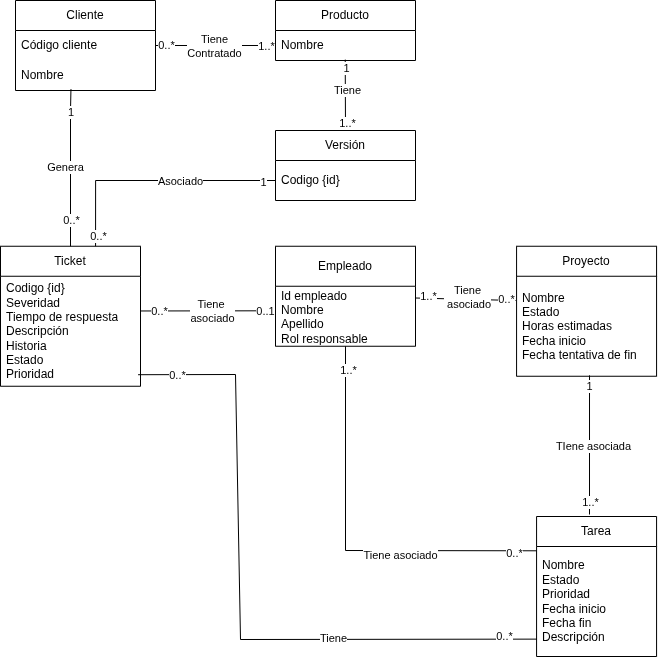 Cliente
Código cliente
Nombre
0..*
Tiene
Contratado
1..*
Producto
Nombre
1
Tiene
1..*
Versión
Codigo {id}
1
Genera
0..*
Asociado
1
0..*
Ticket
Codigo {id}
Severidad
Tiempo de respuesta
Descripción
Historia
Estado
Prioridad
0..*
Tiene
asociado
0..1
Empleado
Id empleado
Nombre
Apellido
Rol responsable
1..*
Tiene
asociado
0..*
Proyecto
Nombre
Estado
Horas estimadas
Fecha inicio
Fecha tentativa de fin
0..*
1..*
1
TIene asociada
1..*
Tiene asociado
0..*
Tarea
Nombre
Estado
Prioridad
Fecha inicio
Fecha fin
Descripción
Tiene
0..*